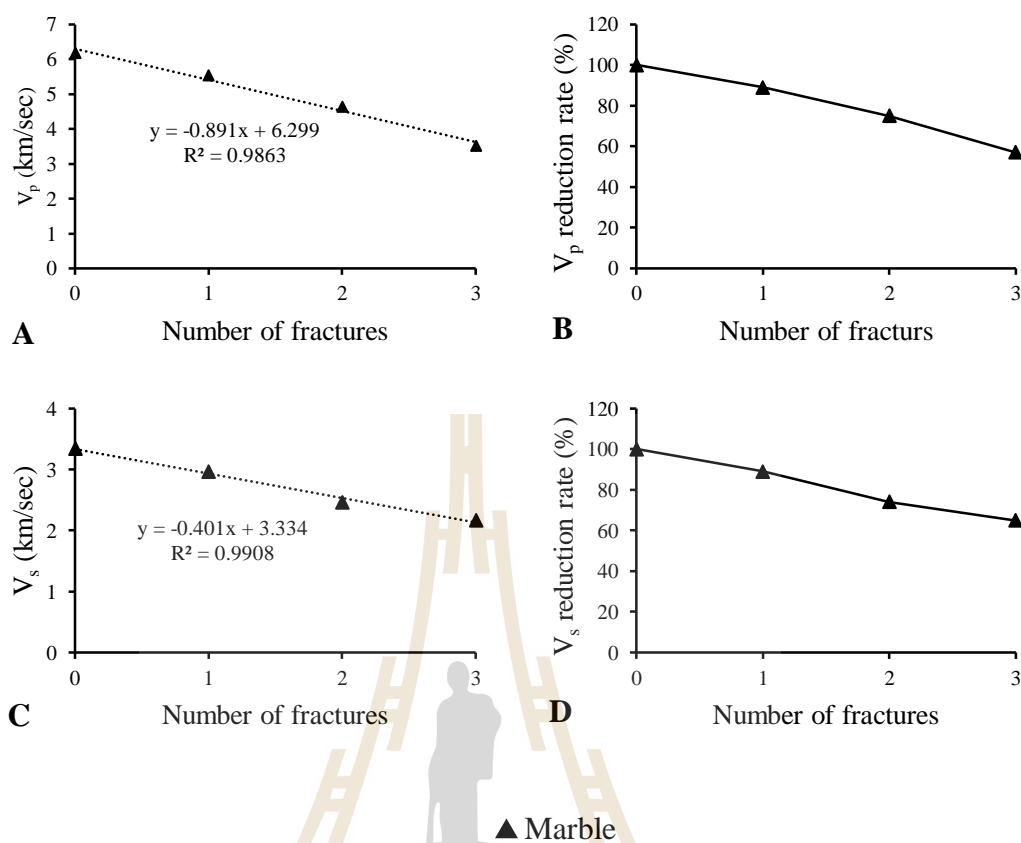 7
6
5
4
3
2
1
0
V_p (km/sec)
y = -0.891x + 6.299
R² = 0.9863
0 1 2 3
Number of fractures
A
120
100
80
60
40
20
0
V_p reduction rate (%)
0 1 2 3
Number of fracturs
B
4
3
2
1
0
V_s (km/sec)
y = -0.401x + 3.334
R² = 0.9908
0 1 2 3
Number of fractures
C
120
100
80
60
40
20
0
V_s reduction rate (%)
0 1 2 3
Number of fractures
D
▲ Marble